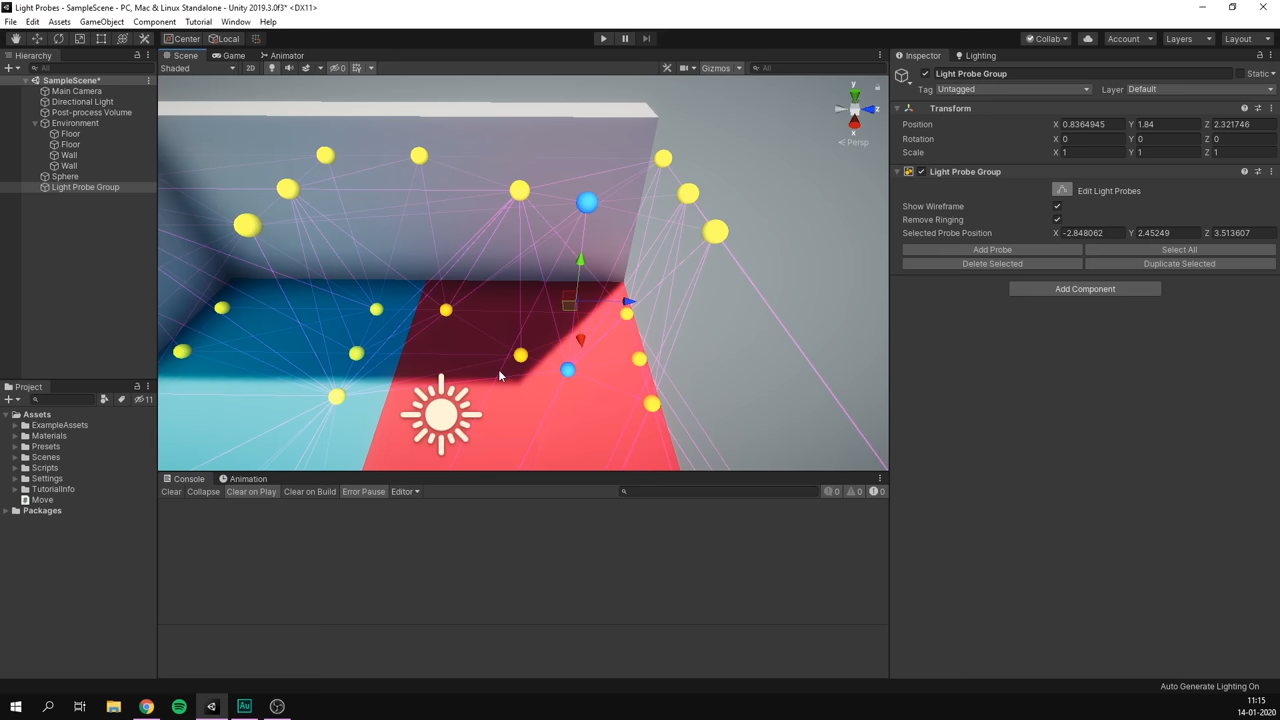 Light Probes - SampleScene - PC, Mac & Linux Standalone - Unity 2019.3.0f3* <DX11>
File Edit Assets GameObject Component Tutorial Window Help
Center Local Collab Account Layers Layout
Hierarchy
All
SampleScene*
Main Camera
Directional Light
Post-process Volume
Environment
Floor
Floor
Wall
Wall
Sphere
Light Probe Group
Scene Game Animator
Shaded 2D 0 Gizmos All
y
z
x
Persp
Project
11
Assets
ExampleAssets
Materials
Presets
Scenes
Scripts
Settings
TutorialInfo
Move
Packages
Console Animation
Clear Collapse Clear on Play Clear on Build Error Pause Editor 0 0 0
Inspector Lighting
Light Probe Group Static
Tag Untagged Layer Default
Transform
Position X 0.8364945 Y 1.84 Z 2.321746
Rotation X 0 Y 0 Z 0
Scale X 1 Y 1 Z 1
Light Probe Group
Edit Light Probes
Show Wireframe
Remove Ringing
Selected Probe Position X -2.848062 Y 2.45249 Z 3.513607
Add Probe Select All
Delete Selected Duplicate Selected
Add Component
Auto Generate Lighting On
Au
11:15
14-01-2020